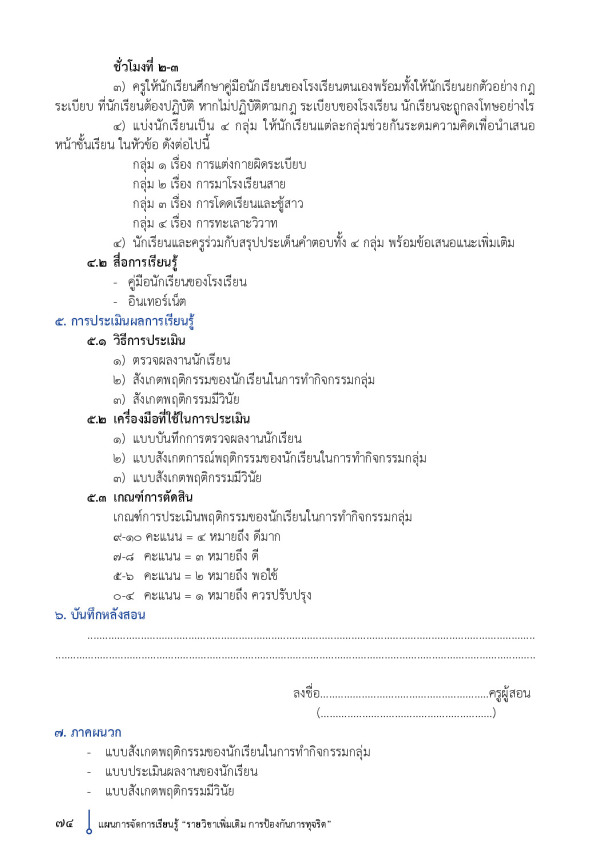 ชั่วโมงที่ ๒-๓
๓) ครูให้นักเรียนศึกษาคู่มือนักเรียนของโรงเรียนตนเองพร้อมทั้งให้นักเรียนยกตัวอย่าง กฎ
ระเบียบ ที่นักเรียนต้องปฏิบัติ หากไม่ปฏิบัติตามกฎ ระเบียบของโรงเรียน นักเรียนจะถูกลงโทษอย่างไร
๔) แบ่งนักเรียนเป็น ๔ กลุ่ม ให้นักเรียนแต่ละกลุ่มช่วยกันระดมความคิดเพื่อนำเสนอ
หน้าชั้นเรียน ในหัวข้อ ดังต่อไปนี้
กลุ่ม ๑ เรื่อง การแต่งกายผิดระเบียบ
กลุ่ม ๒ เรื่อง การมาโรงเรียนสาย
กลุ่ม ๓ เรื่อง การโดดเรียนและชู้สาว
กลุ่ม ๔ เรื่อง การทะเลาะวิวาท
๔) นักเรียนและครูร่วมกับสรุปประเด็นคำตอบทั้ง ๔ กลุ่ม พร้อมข้อเสนอแนะเพิ่มเติม
๔.๒ สื่อการเรียนรู้
- คู่มือนักเรียนของโรงเรียน
- อินเทอร์เน็ต
๕. การประเมินผลการเรียนรู้
๕.๑ วิธีการประเมิน
๑) ตรวจผลงานนักเรียน
๒) สังเกตพฤติกรรมของนักเรียนในการทำกิจกรรมกลุ่ม
๓) สังเกตพฤติกรรมมีวินัย
๕.๒ เครื่องมือที่ใช้ในการประเมิน
๑) แบบบันทึกการตรวจผลงานนักเรียน
๒) แบบสังเกตการณ์พฤติกรรมของนักเรียนในการทำกิจกรรมกลุ่ม
๓) แบบสังเกตพฤติกรรมมีวินัย
๕.๓ เกณฑ์การตัดสิน
เกณฑ์การประเมินพฤติกรรมของนักเรียนในการทำกิจกรรมกลุ่ม
๙-๑๐ คะแนน = ๔ หมายถึง ดีมาก
๗-๘ คะแนน = ๓ หมายถึง ดี
๕-๖ คะแนน = ๒ หมายถึง พอใช้
๐-๔ คะแนน = ๑ หมายถึง ควรปรับปรุง
๖. บันทึกหลังสอน
................................................................................
................................................................................
ลงชื่อ........................................................ครูผู้สอน
(.........................................................)
๗. ภาคผนวก
- แบบสังเกตพฤติกรรมของนักเรียนในการทำกิจกรรมกลุ่ม
- แบบประเมินผลงานของนักเรียน
- แบบสังเกตพฤติกรรมมีวินัย
๗๔ แผนการจัดการเรียนรู้ "รายวิชาเพิ่มเติม การป้องกันการทุจริต"